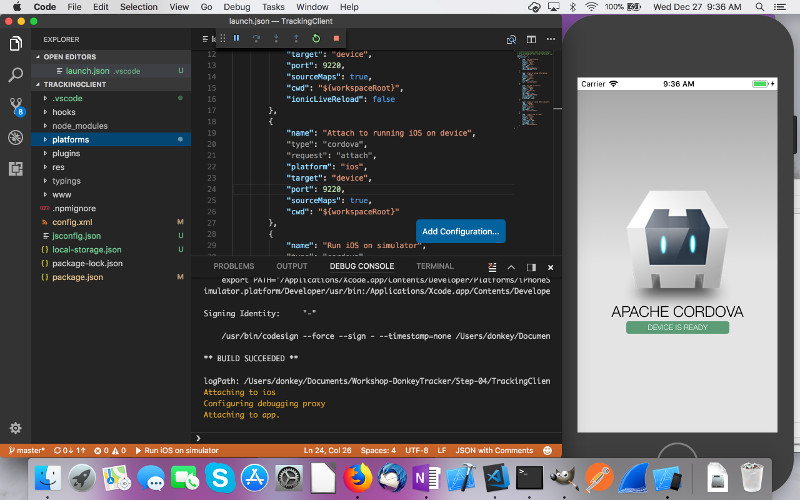 Code File Edit Selection View Go Debug Tasks Window Help 100% Wed Dec 27 9:36 AM
launch.json — TrackingClient
EXPLORER
OPEN EDITORS
launch.json .vscode U
TRACKINGCLIENT
.vscode
hooks
node_modules
platforms
plugins
res
typings
www
.npmignore
config.xml M
jsconfig.json U
local-storage.json U
package-lock.json
package.json M
8
12 "target": "device",
13 "port": 9220,
14 "sourceMaps": true,
15 "cwd": "${workspaceRoot}",
16 "ionicLiveReload": false
17 },
18 {
19 "name": "Attach to running iOS on device",
20 "type": "cordova",
21 "request": "attach",
22 "platform": "ios",
23 "target": "device",
24 "port": 9220,
25 "sourceMaps": true,
26 "cwd": "${workspaceRoot}"
27 },
28 {
29 "name": "Run iOS on simulator",
Add Configuration...
PROBLEMS OUTPUT DEBUG CONSOLE TERMINAL
export PATH="/Applications/Xcode.app/Contents/Developer/Platforms/iPhoneS
imulator.platform/Developer/usr/bin:/Applications/Xcode.app/Contents/Develope
Signing Identity: "-"
/usr/bin/codesign --force --sign - --timestamp=none /Users/donkey/Documen
** BUILD SUCCEEDED **
logPath: /Users/donkey/Documents/Workshop-DonkeyTracker/Step-04/TrackingClien
Attaching to ios
Configuring debugging proxy
Attaching to app.
master* 0↓ 1↑ 0 0 Run iOS on simulator Ln 24, Col 26 Spaces: 4 UTF-8 LF JSON with Comments
Carrier 9:36 AM
APACHE CORDOVA
DEVICE IS READY